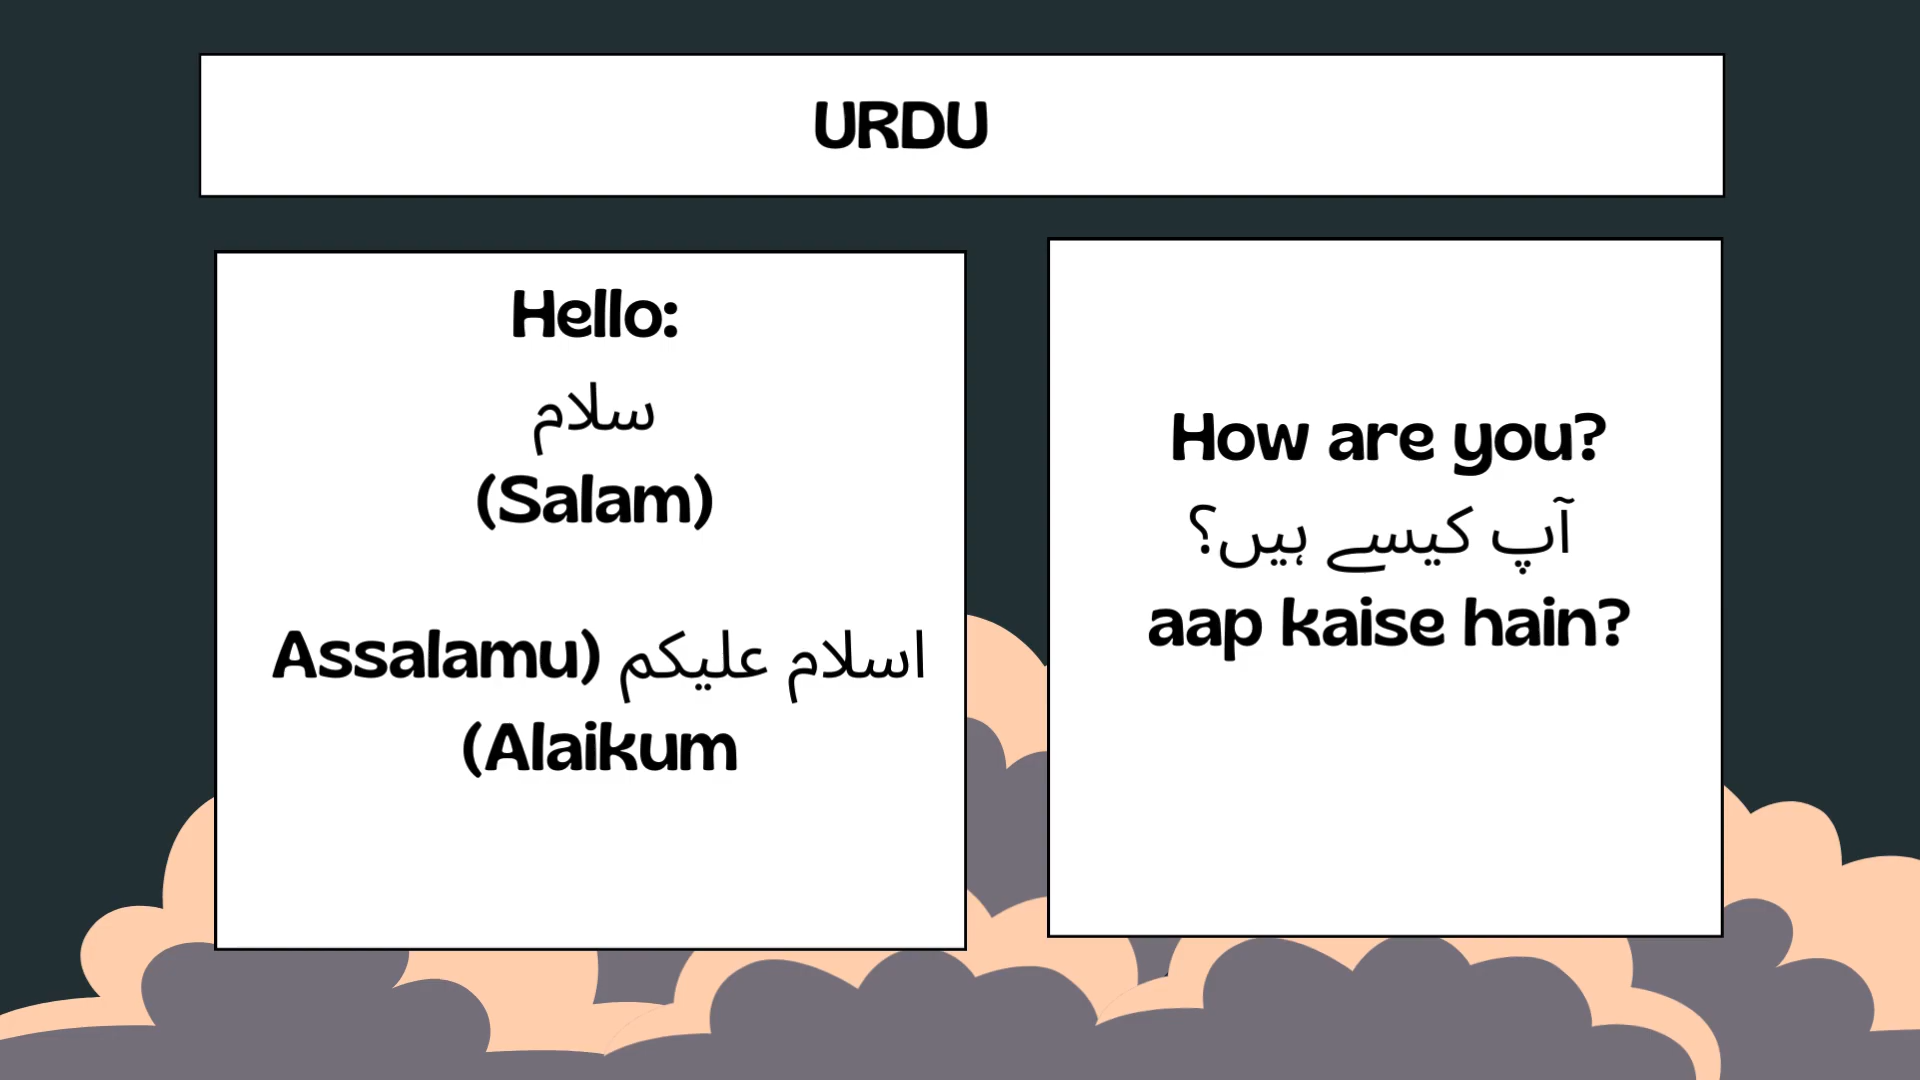 URDU
Hello:
سلام
(Salam)
اسلام علیکم (Assalamu
Alaikum)
How are you?
آپ کیسے ہیں؟
aap kaise hain?